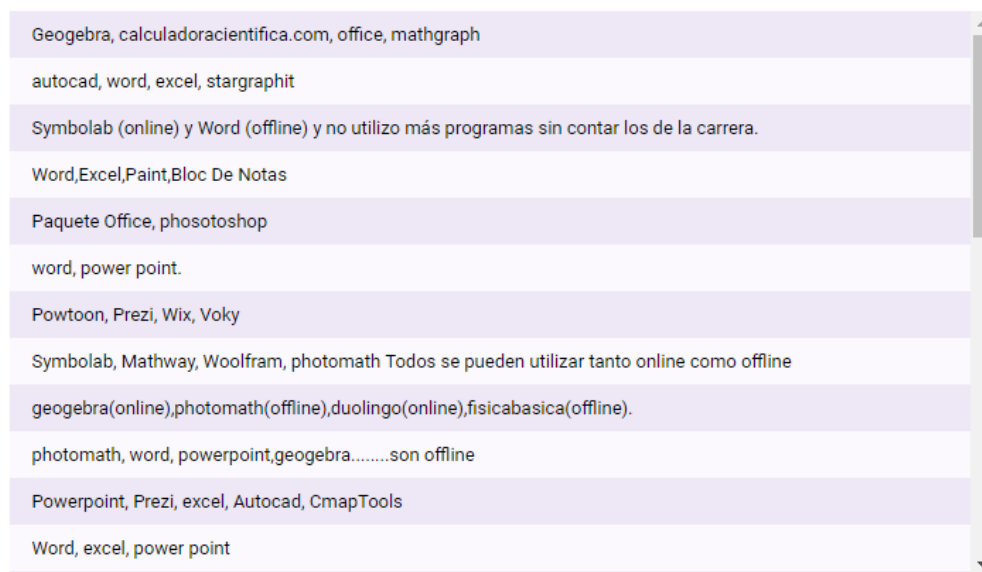 Geogebra, calculadoracientifica.com, office, mathgraph
autocad, word, excel, stargraphit
Symbolab (online) y Word (offline) y no utilizo más programas sin contar los de la carrera.
Word,Excel,Paint,Bloc De Notas
Paquete Office, phosotoshop
word, power point.
Powtoon, Prezi, Wix, Voky
Symbolab, Mathway, Woolfram, photomath Todos se pueden utilizar tanto online como offline
geogebra(online),photomath(offline),duolingo(online),fisicabasica(offline).
photomath, word, powerpoint,geogebra........son offline
Powerpoint, Prezi, excel, Autocad, CmapTools
Word, excel, power point